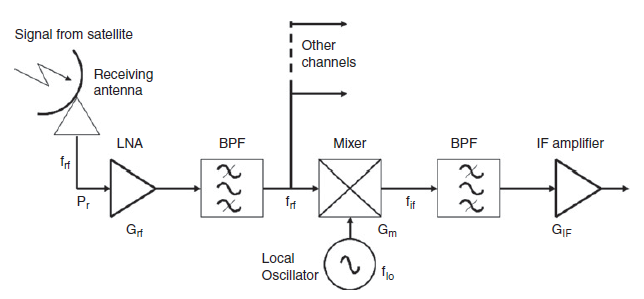 Signal from satellite
Other
channels
Receiving
antenna
LNA
BPF
Mixer
BPF
IF amplifier
frf
Pr
frf
fif
Grf
Gm
GIF
Local
Oscillator
flo